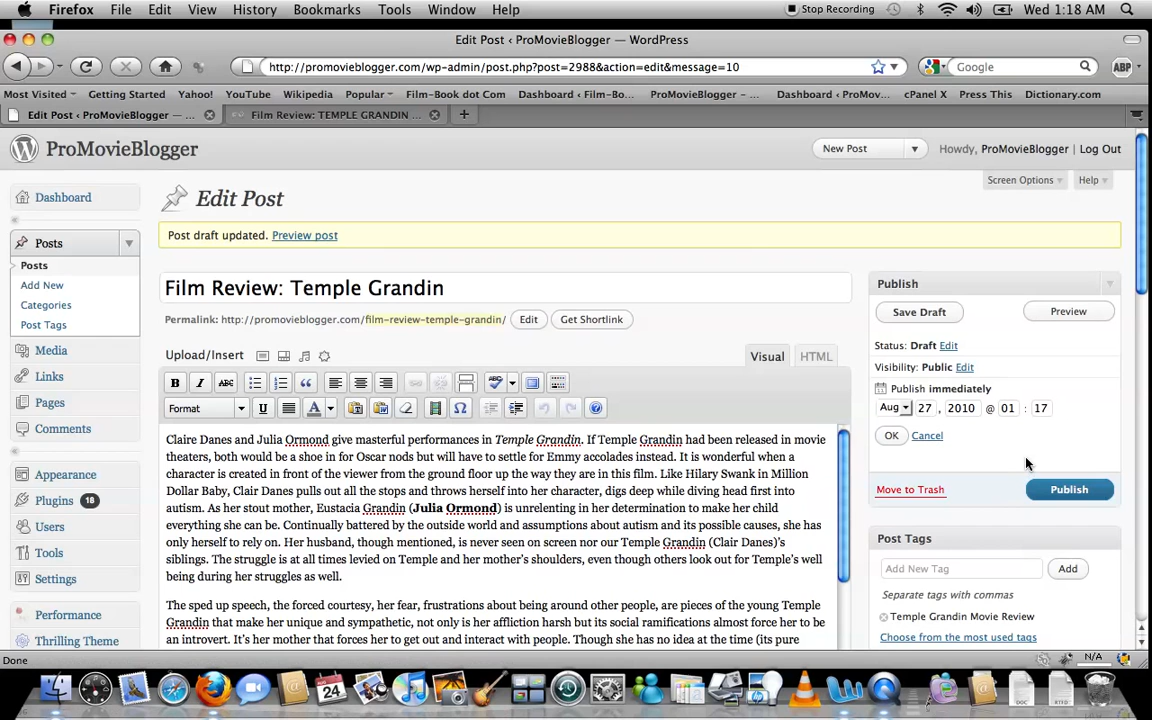 Firefox File Edit View History Bookmarks Tools Window Help Stop Recording Wed 1:18 AM
Edit Post ‹ ProMovieBlogger — WordPress
http://promovieblogger.com/wp-admin/post.php?post=2988&action=edit&message=10 Google ABP
Most Visited Getting Started Yahoo! YouTube Wikipedia Popular Film-Book dot Com Dashboard ‹ Film-Bo... ProMovieBlogger – ... Dashboard ‹ ProMov... cPanel X Press This Dictionary.com
Edit Post ‹ ProMovieBlogger — ... Film Review: TEMPLE GRANDIN ...
ProMovieBlogger New Post Howdy, ProMovieBlogger | Log Out
Screen Options Help
Dashboard
Edit Post
Post draft updated. Preview post
Posts
Posts
Add New
Categories
Post Tags
Media
Links
Pages
Comments
Appearance
Plugins 18
Users
Tools
Settings
Performance
Thrilling Theme
Film Review: Temple Grandin
Permalink: http://promovieblogger.com/film-review-temple-grandin/ Edit Get Shortlink
Upload/Insert Visual HTML
B I ABC
Format U A
Claire Danes and Julia Ormond give masterful performances in Temple Grandin. If Temple Grandin had been released in movie
theaters, both would be a shoe in for Oscar nods but will have to settle for Emmy accolades instead. It is wonderful when a
character is created in front of the viewer from the ground floor up the way they are in this film. Like Hilary Swank in Million
Dollar Baby, Clair Danes pulls out all the stops and throws herself into her character, digs deep while diving head first into
autism. As her stout mother, Eustacia Grandin (Julia Ormond) is unrelenting in her determination to make her child
everything she can be. Continually battered by the outside world and assumptions about autism and its possible causes, she has
only herself to rely on. Her husband, though mentioned, is never seen on screen nor our Temple Grandin (Clair Danes)'s
siblings. The struggle is at all times levied on Temple and her mother's shoulders, even though others look out for Temple's well
being during her struggles as well.
The sped up speech, the forced courtesy, her fear, frustrations about being around other people, are pieces of the young Temple
Grandin that make her unique and sympathetic, not only is her affliction harsh but its social ramifications almost force her to be
an introvert. It's her mother that forces her to get out and interact with people. Though she has no idea at the time (its pure
Publish
Save Draft Preview
Status: Draft Edit
Visibility: Public Edit
Publish immediately
Aug 27, 2010 @ 01 : 17
OK Cancel
Move to Trash Publish
Post Tags
Add New Tag Add
Separate tags with commas
Temple Grandin Movie Review
Choose from the most used tags
Done N/A